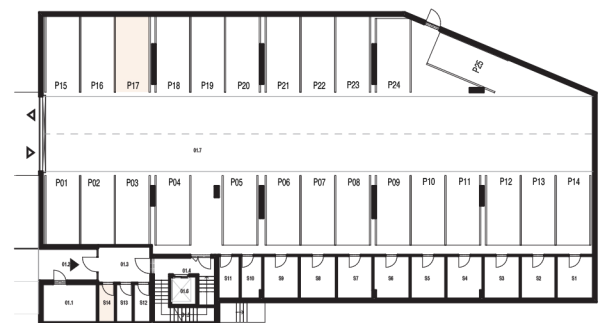 P15 P16 P17 P18 P19 P20 P21 P22 P23 P24 P25
01.7
P01 P02 P03 P04 P05 P06 P07 P08 P09 P10 P11 P12 P13 P14
01.2 01.3 01.4 S11 S10 S9 S8 S7 S6 S5 S4 S3 S2 S1
01.1 S14 S13 S12